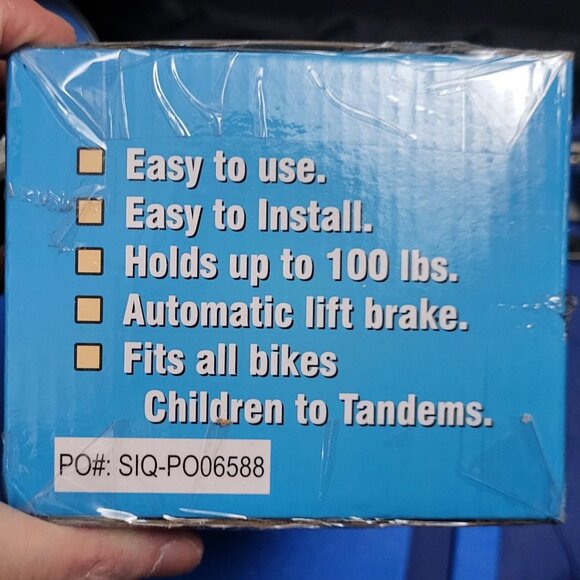 Easy to use.
Easy to Install.
Holds up to 100 lbs.
Automatic lift brake.
Fits all bikes
Children to Tandems.
PO#: SIQ-PO06588